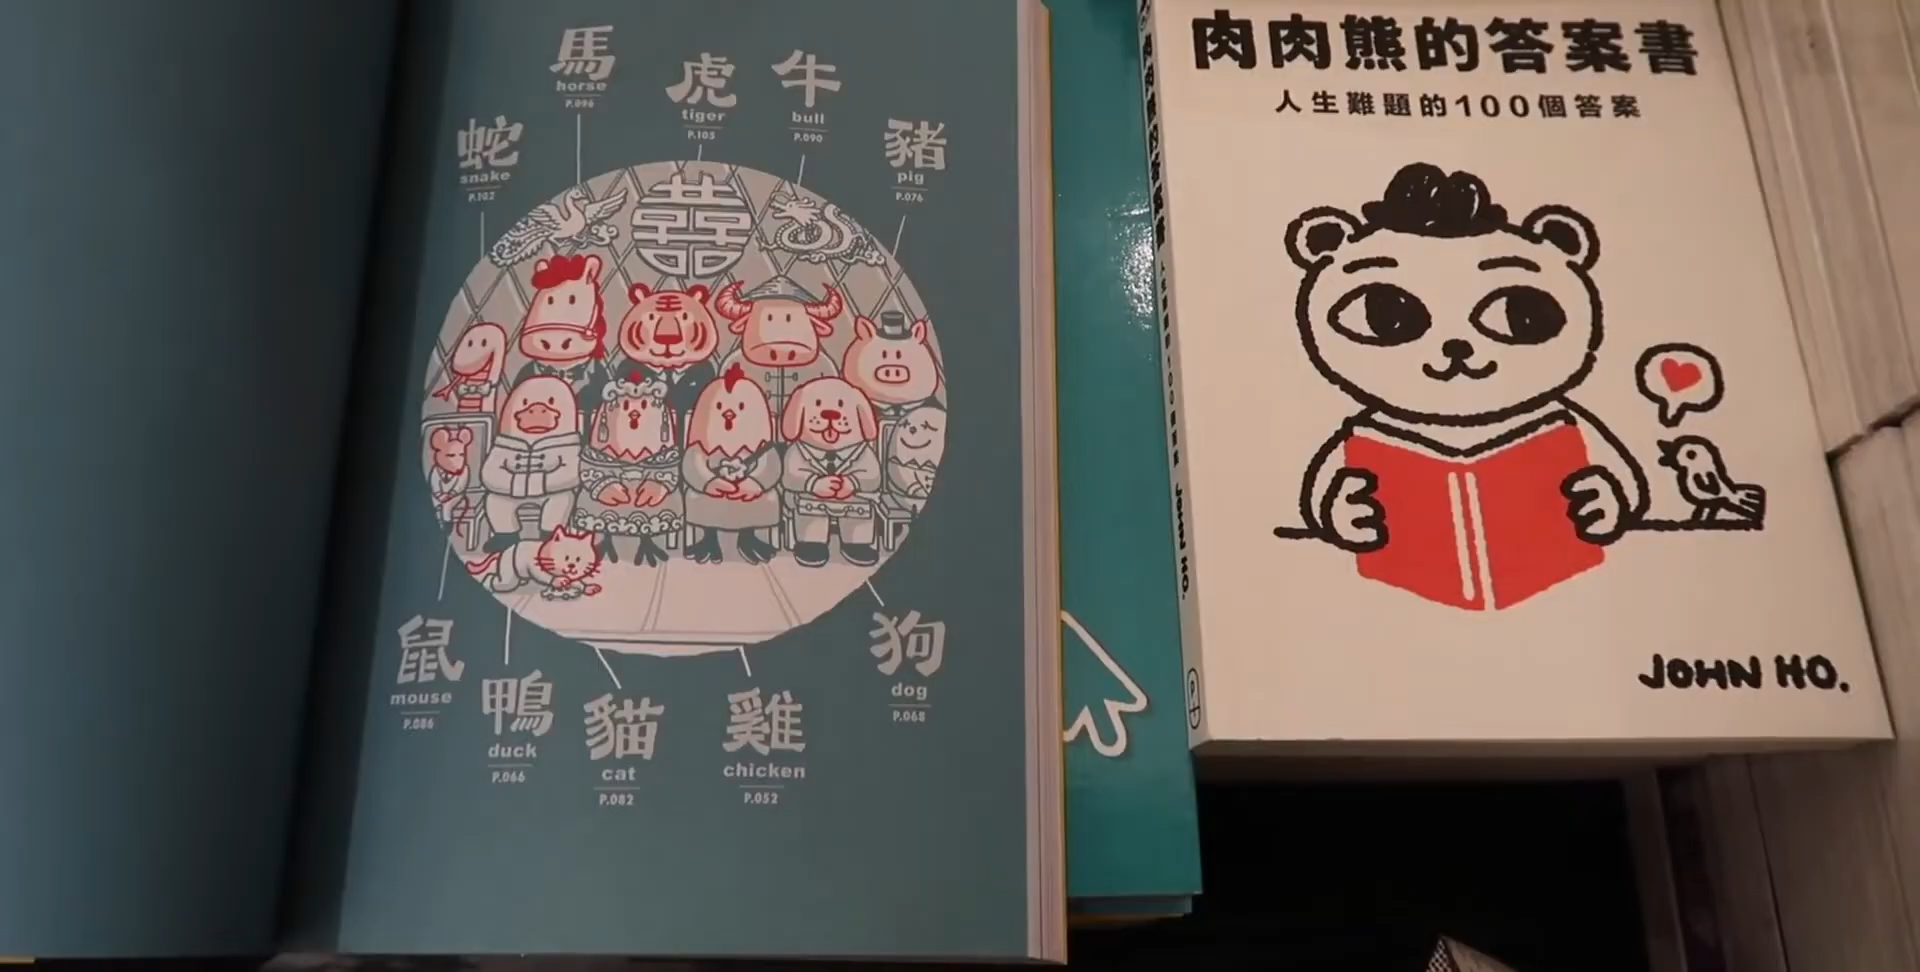 馬
horse
P.096
虎
tiger
P.105
牛
bull
P.090
蛇
snake
P.102
豬
pig
P.076
囍
鼠
mouse
P.086
鴨
duck
P.066
貓
cat
P.082
雞
chicken
P.052
狗
dog
P.068
肉肉熊的答案書
人生難題的100個答案
JOHN HO.
JOHN HO.